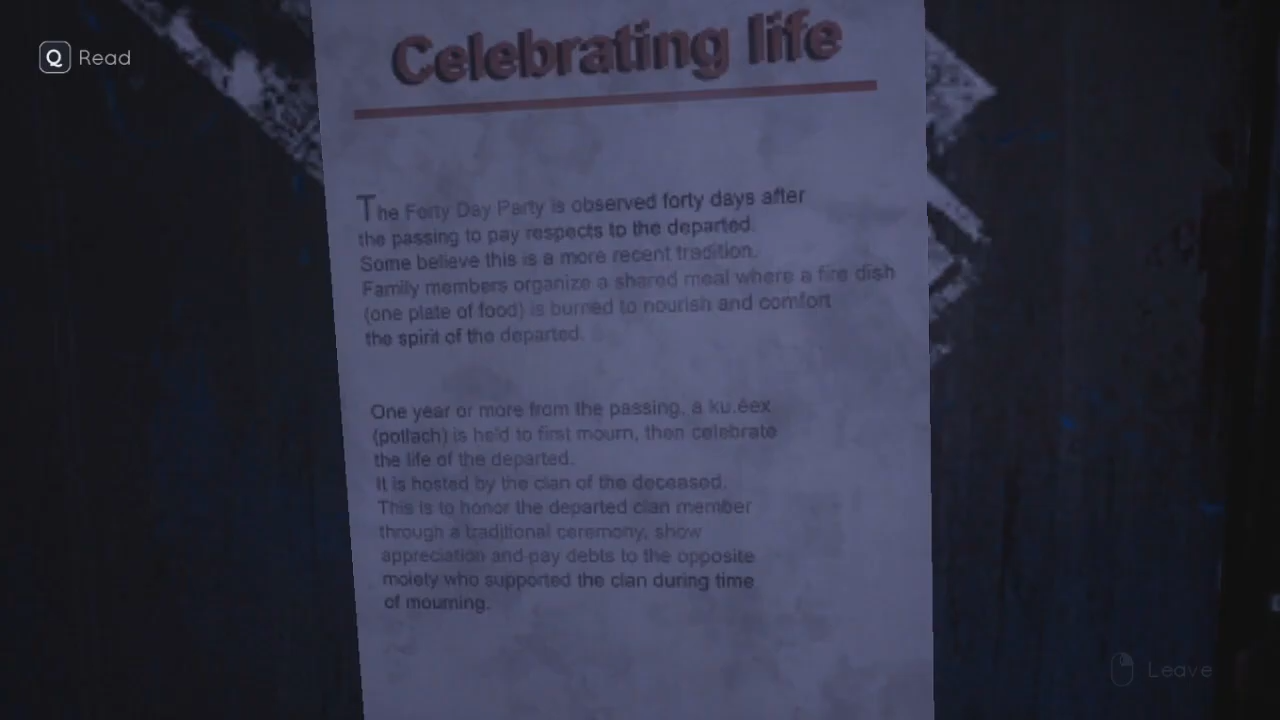 Q Read
Celebrating life
The Forty Day Party is observed forty days after
the passing to pay respects to the departed.
Some believe this is a more recent tradition.
Family members organize a shared meal where a fire dish
(one plate of food) is burned to nourish and comfort
the spirit of the departed.
One year or more from the passing, a ku.éex
(potlach) is held to first mourn, then celebrate
the life of the departed.
It is hosted by the clan of the deceased.
This is to honor the departed clan member
through a traditional ceremony, show
appreciation and pay debts to the opposite
moiety who supported the clan during time
of mourning.
Leave